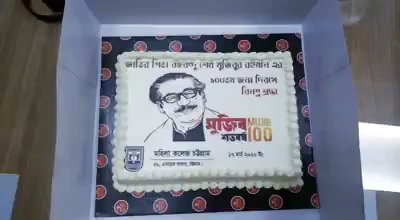 জাতির পিতা বঙ্গবন্ধু শেখ মুজিবুর রহমান এর
১০০তম জন্ম দিবসে
বিনম্র শ্রদ্ধা
মুজিব
শতবর্ষ
MUJIB
100
মহিলা কলেজ চট্টগ্রাম
১৭ মার্চ ২০২০ ইং